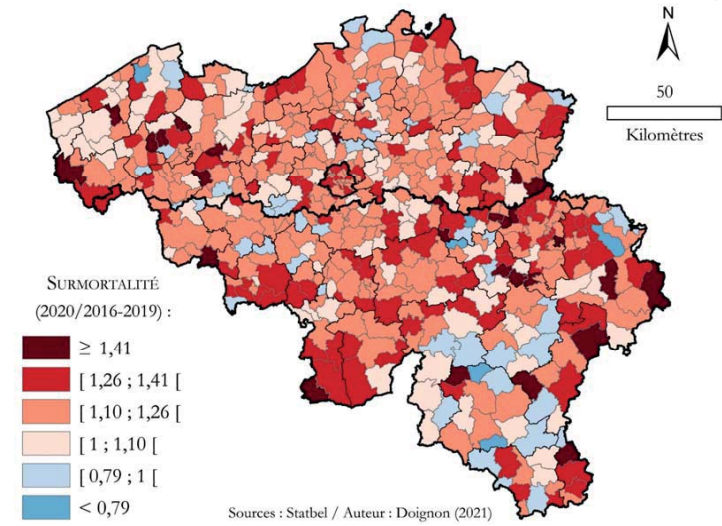 N
50
Kilomètres
SURMORTALITÉ
(2020/2016-2019) :
≥ 1,41
[ 1,26 ; 1,41 [
[ 1,10 ; 1,26 [
[ 1 ; 1,10 [
[ 0,79 ; 1 [
< 0,79
Sources : Statbel / Auteur : Doignon (2021)